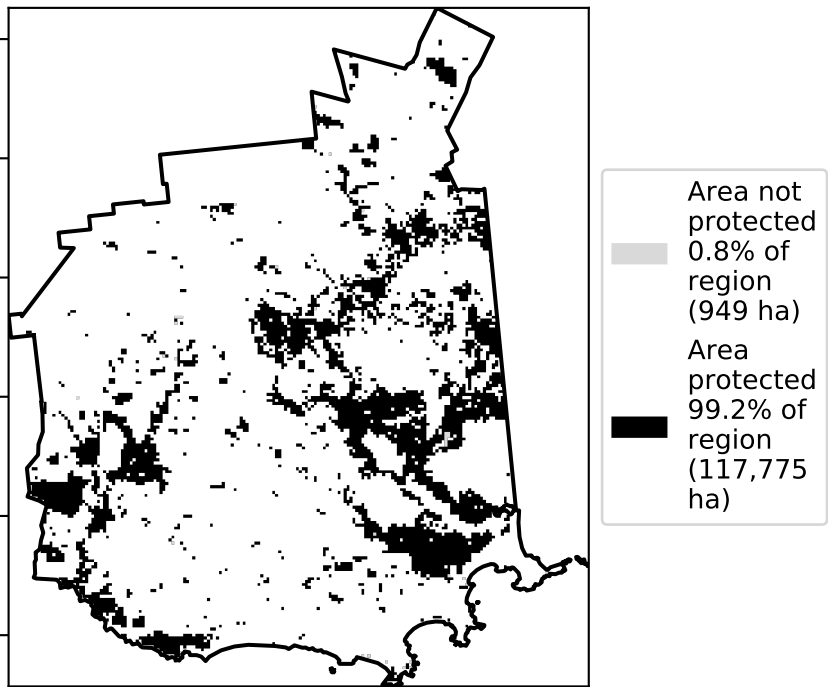 Area not
protected
0.8% of
region
(949 ha)
Area
protected
99.2% of
region
(117,775
ha)